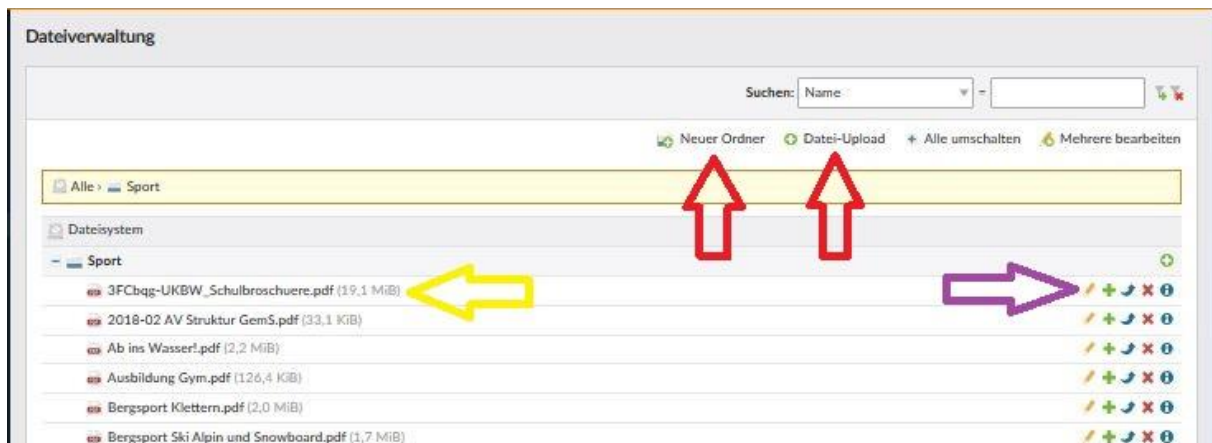 Dateiverwaltung
Suchen: Name =
Neuer Ordner Datei-Upload Alle umschalten Mehrere bearbeiten
Alle › Sport
Dateisystem
Sport
3FCbqg-UKBW_Schulbroschuere.pdf (19,1 MiB)
2018-02 AV Struktur GemS.pdf (33,1 KiB)
Ab ins Wasser!.pdf (2,2 MiB)
Ausbildung Gym.pdf (126,4 KiB)
Bergsport Klettern.pdf (2,0 MiB)
Bergsport Ski Alpin und Snowboard.pdf (1,7 MiB)